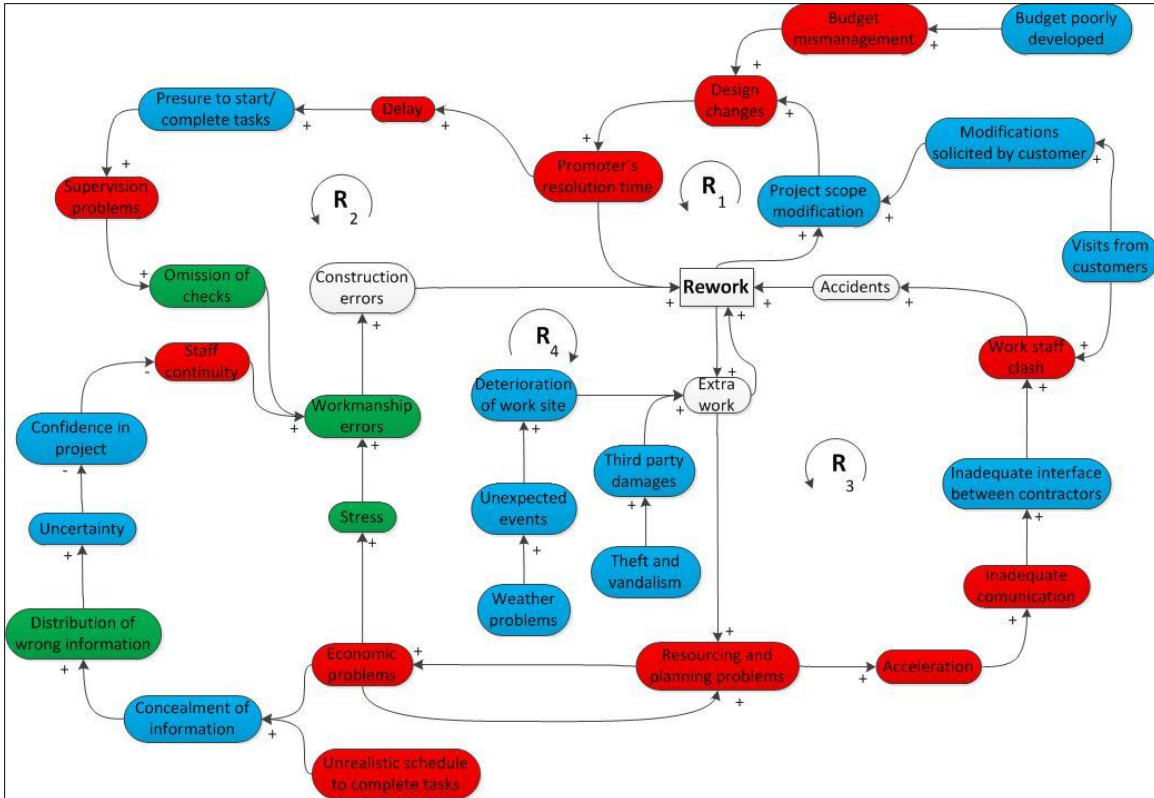 Budget
mismanagement
Budget poorly
developed
+
+
Design
changes
+
Presure to start/
complete tasks
+
Delay
+
+
Modifications
solicited by customer
+
+
Promoter's
resolution time
+
Supervision
problems
R
2
R
1
Project scope
modification
+
+
Visits from
customers
+
Omission of
checks
Construction
errors
+
+
Rework
+
+
Accidents
+
R
4
+
Work staff
clash
+
+
Staff
continuity
-
Deterioration
of work site
+
+
Extra
work
+
Workmanship
errors
+
+
Confidence in
project
-
Third party
damages
+
R
3
Inadequate interface
between contractors
+
Unexpected
events
+
Stress
+
Uncertainty
+
Theft and
vandalism
Weather
problems
Inadequate
comunication
+
Distribution of
wrong information
+
Economic
problems
+
+
Resourcing and
planning problems
+
Acceleration
+
Concealment of
information
+
Unrealistic schedule
to complete tasks